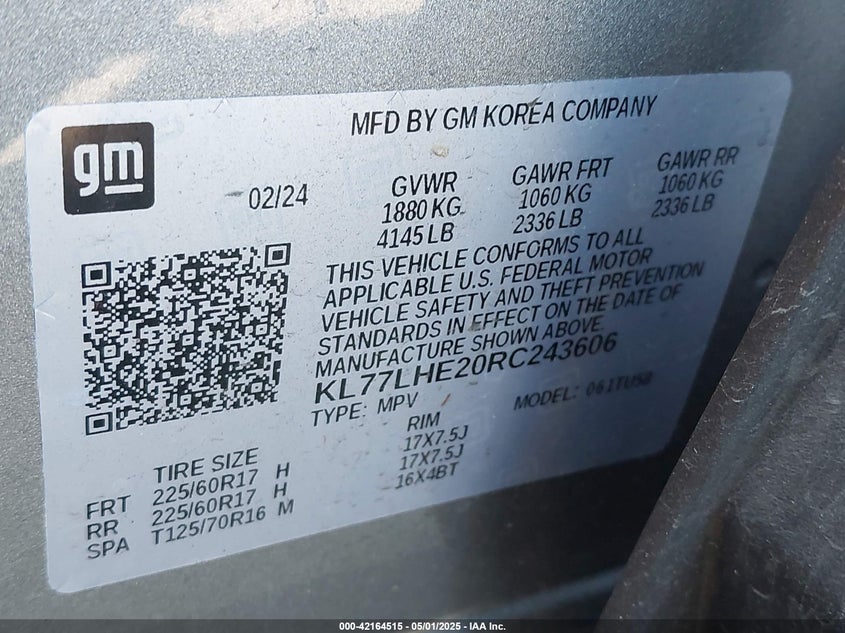 gm
MFD BY GM KOREA COMPANY
02/24
GVWR
1880 KG
4145 LB
GAWR FRT
1060 KG
2336 LB
GAWR RR
1060 KG
2336 LB
THIS VEHICLE CONFORMS TO ALL
APPLICABLE U.S. FEDERAL MOTOR
VEHICLE SAFETY AND THEFT PREVENTION
STANDARDS IN EFFECT ON THE DATE OF
MANUFACTURE SHOWN ABOVE.
KL77LHE20RC243606
TYPE: MPV MODEL: 061TU58
TIRE SIZE RIM
FRT 225/60R17 H 17X7.5J
RR 225/60R17 H 17X7.5J
SPA T125/70R16 M 16X4BT
000-42164515 - 05/01/2025 - IAA Inc.